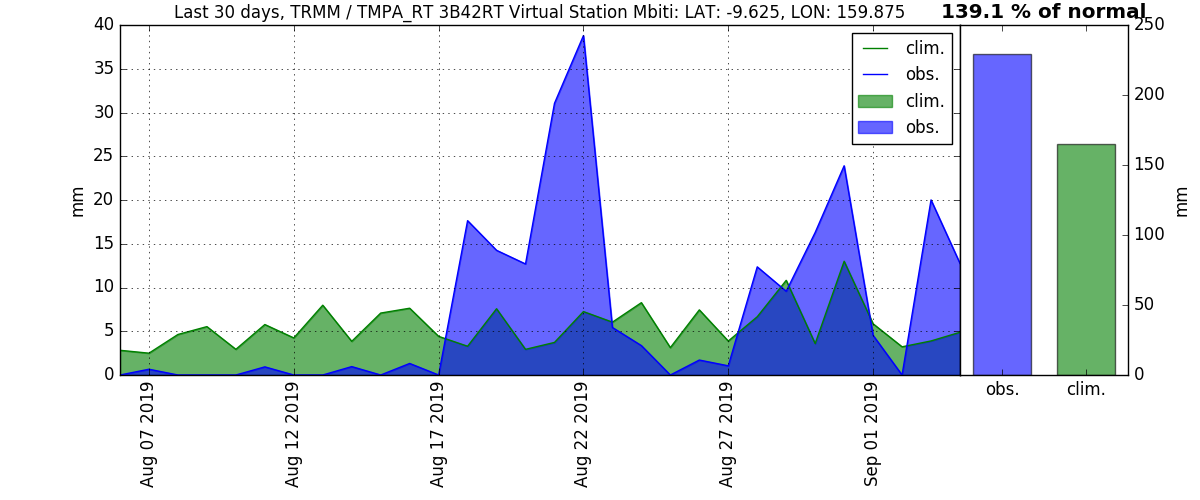 Last 30 days, TRMM / TMPA_RT 3B42RT Virtual Station Mbiti: LAT: -9.625, LON: 159.875
139.1 % of normal
mm
40
35
30
25
20
15
10
5
0
clim.
obs.
clim.
obs.
Aug 07 2019
Aug 12 2019
Aug 17 2019
Aug 22 2019
Aug 27 2019
Sep 01 2019
250
200
150
100
50
0
mm
obs.
clim.